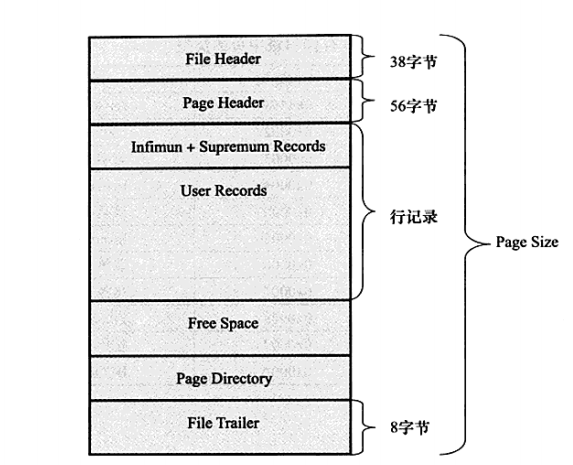 File Header
38字节
Page Header
56字节
Infimun + Supremum Records
User Records
行记录
Page Size
Free Space
Page Directory
File Trailer
8字节